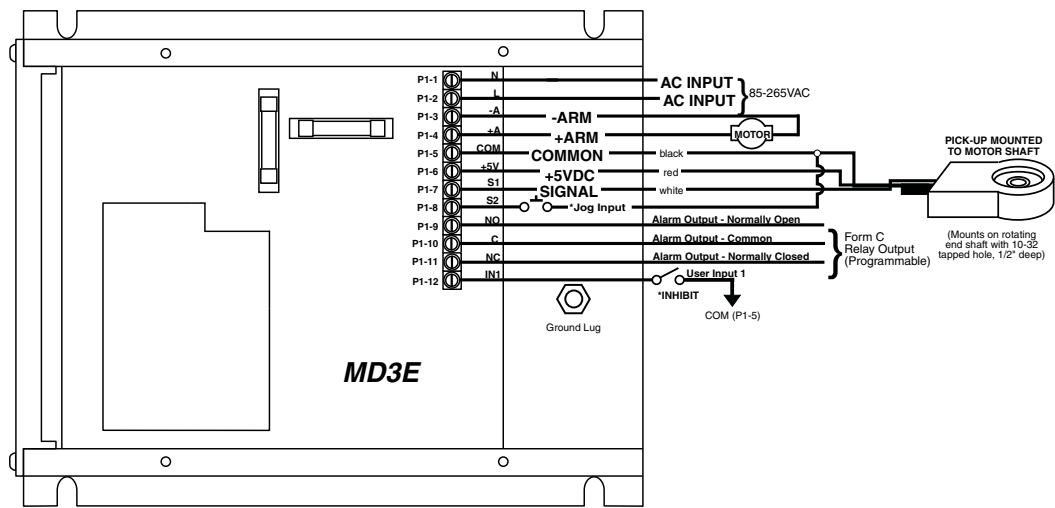 P1-1 N AC INPUT
P1-2 L AC INPUT
85-265VAC
P1-3 -A -ARM
P1-4 +A +ARM
MOTOR
P1-5 COM COMMON black
P1-6 +5V +5VDC red
P1-7 S1 SIGNAL white
P1-8 S2 *Jog Input
P1-9 NO Alarm Output - Normally Open
P1-10 C Alarm Output - Common
P1-11 NC Alarm Output - Normally Closed
P1-12 IN1 User Input 1
*INHIBIT
COM (P1-5)
Form C
Relay Output
(Programmable)
PICK-UP MOUNTED
TO MOTOR SHAFT
(Mounts on rotating
end shaft with 10-32
tapped hole, 1/2" deep)
Ground Lug
MD3E